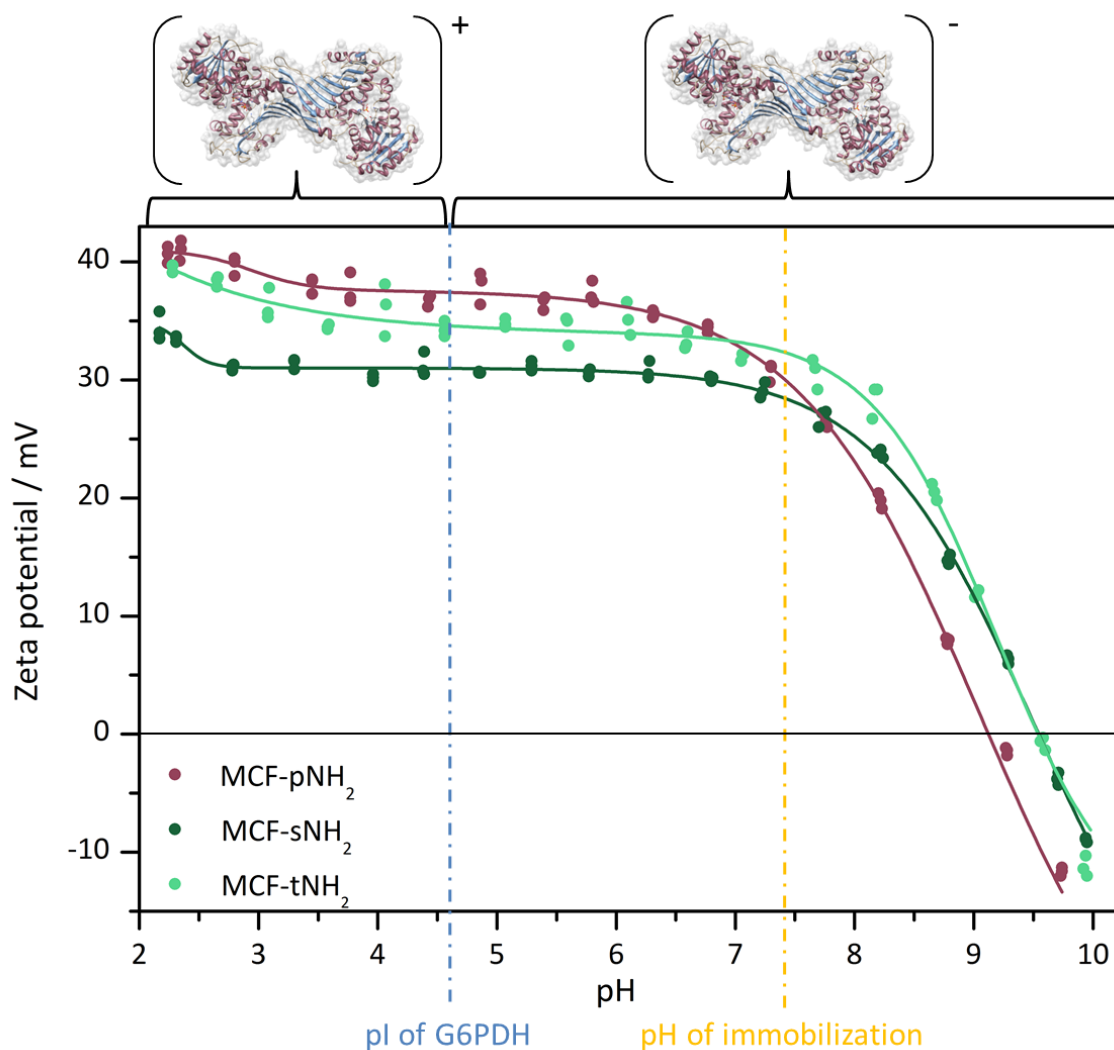 +
-
40
30
20
10
0
-10
Zeta potential / mV
MCF-pNH₂
MCF-sNH₂
MCF-tNH₂
2 3 4 5 6 7 8 9 10
pH
pI of G6PDH pH of immobilization